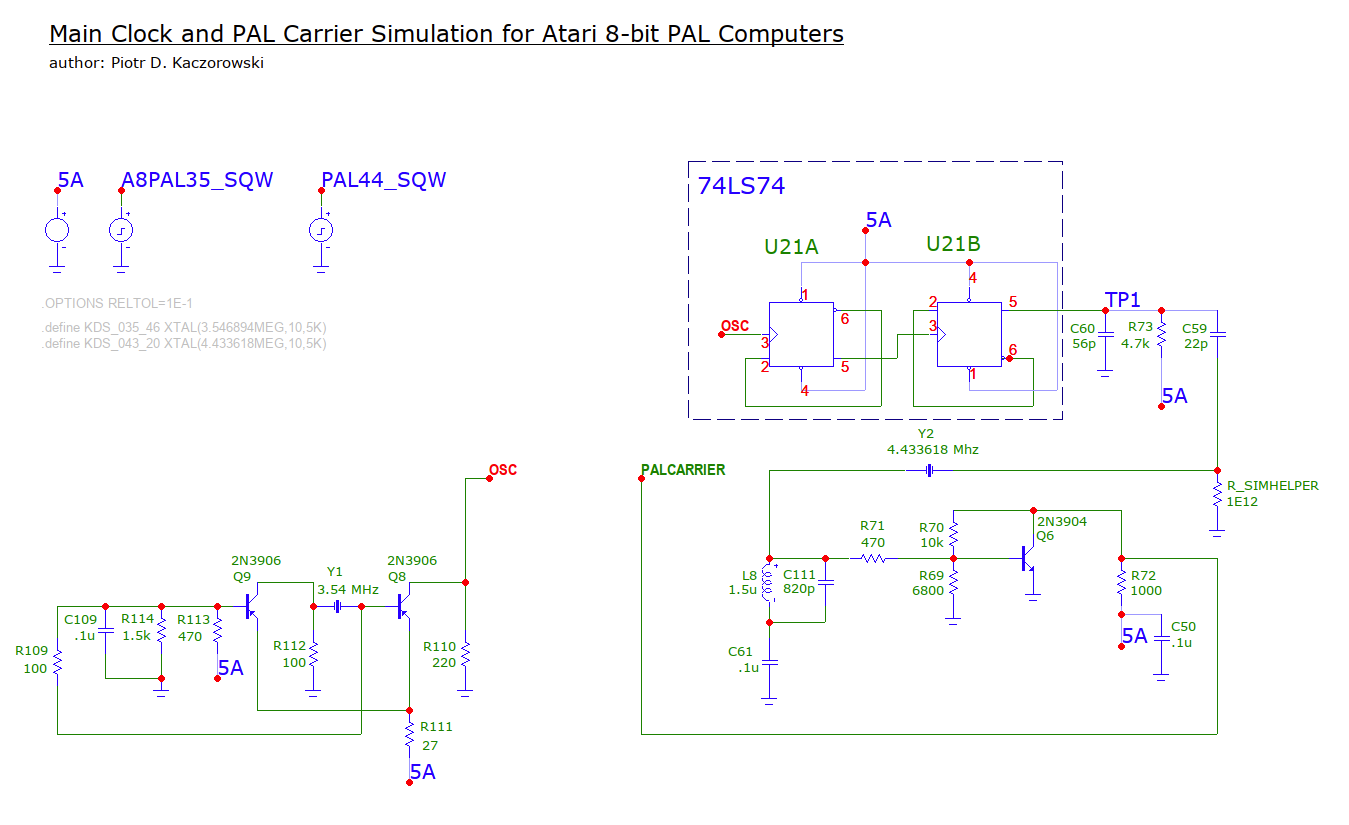 Main Clock and PAL Carrier Simulation for Atari 8-bit PAL Computers
author: Piotr D. Kaczorowski
5A
A8PAL35_SQW
PAL44_SQW
+
-
+
-
+
-
.OPTIONS RELTOL=1E-1
.define KDS_035_46 XTAL(3.546894MEG,10,5K)
.define KDS_043_20 XTAL(4.433618MEG,10,5K)
74LS74
5A
U21A
U21B
OSC
1
6
3
2
5
4
4
2
5
3
6
1
TP1
C60
56p
R73
4.7k
C59
22p
5A
Y2
4.433618 Mhz
R_SIMHELPER
1E12
OSC
2N3906
Q9
Y1
3.54 MHz
2N3906
Q8
C109
.1u
R114
1.5k
R113
470
R109
100
5A
R112
100
R110
220
R111
27
5A
PALCARRIER
L8
1.5u
C111
820p
R71
470
R70
10k
R69
6800
2N3904
Q6
R72
1000
5A
C50
.1u
C61
.1u